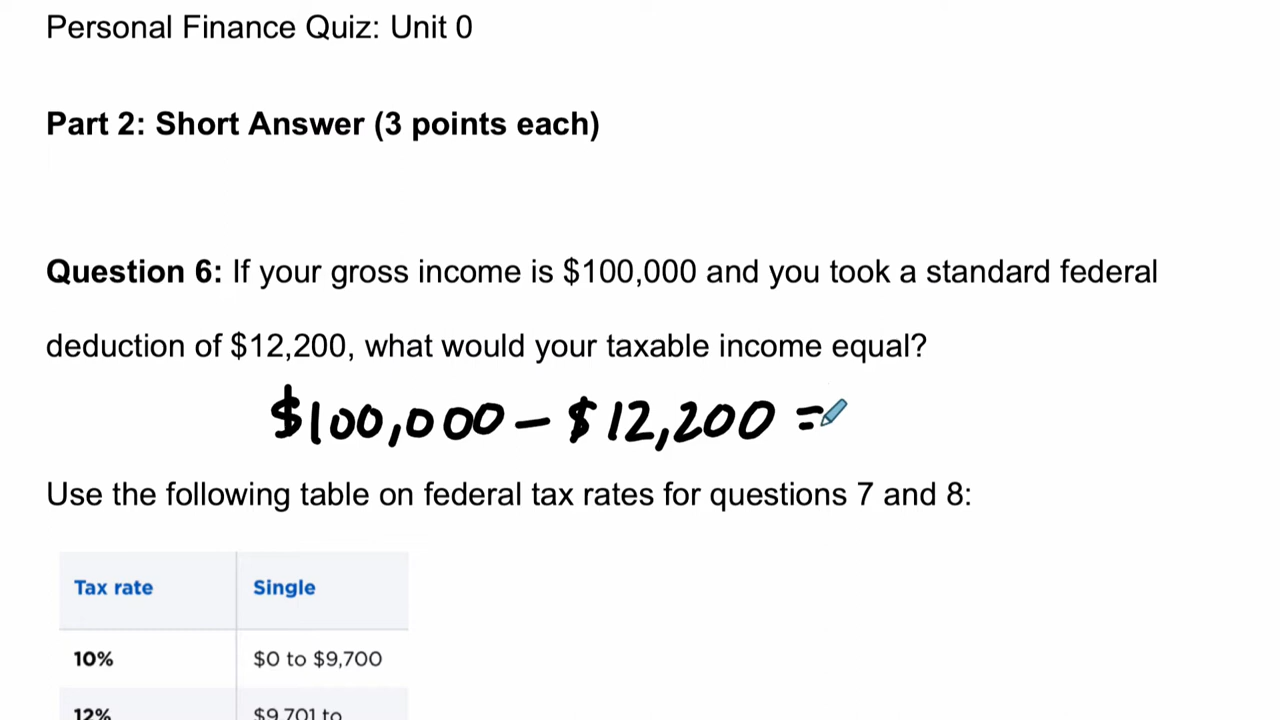 Personal Finance Quiz: Unit 0
Part 2: Short Answer (3 points each)
Question 6: If your gross income is $100,000 and you took a standard federal
deduction of $12,200, what would your taxable income equal?
$100,000 - $12,200 =
Use the following table on federal tax rates for questions 7 and 8:
Tax rate Single
10% $0 to $9,700
12% $9,701 to